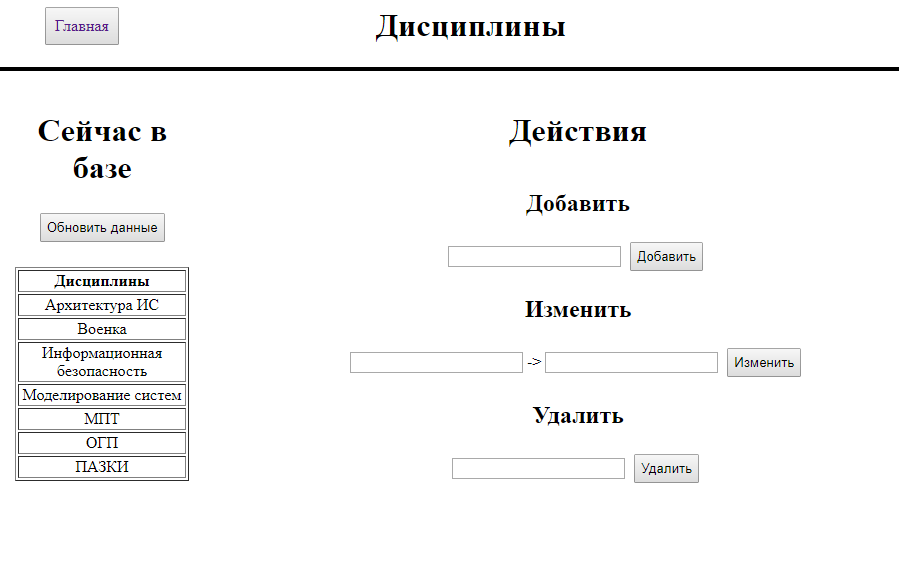 Главная
Дисциплины
Сейчас в
базе
Обновить данные
Дисциплины
Архитектура ИС
Военка
Информационная
безопасность
Моделирование систем
МПТ
ОГП
ПАЗКИ
Действия
Добавить
Добавить
Изменить
-> Изменить
Удалить
Удалить